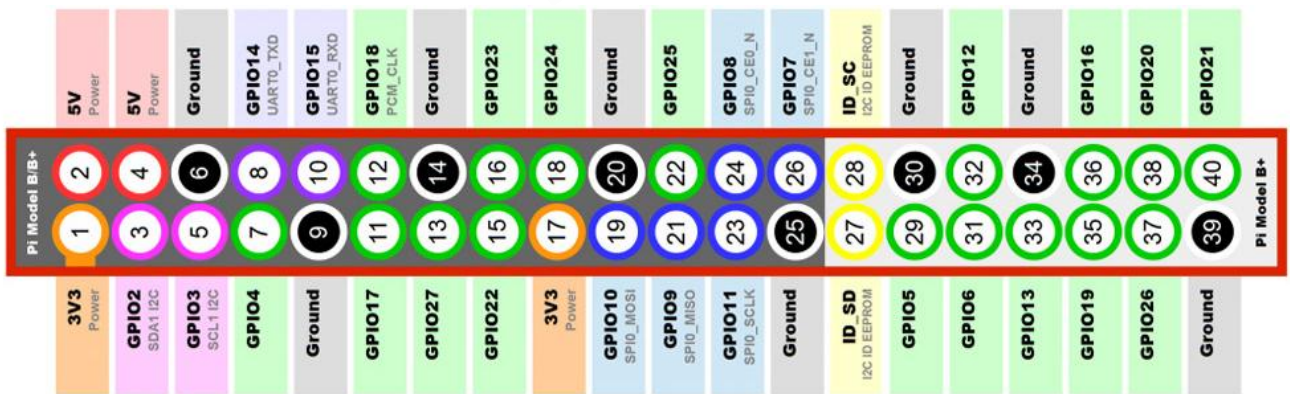 5V
Power
5V
Power
Ground
GPIO14
UART0_TXD
GPIO15
UART0_RXD
GPIO18
PCM_CLK
Ground
GPIO23
GPIO24
Ground
GPIO25
GPIO8
SPI0_CE0_N
GPIO7
SPI0_CE1_N
ID_SC
I2C ID EEPROM
Ground
GPIO12
Ground
GPIO16
GPIO20
GPIO21
Pi Model B/B+
2 4 6 8 10 12 14 16 18 20 22 24 26 28 30 32 34 36 38 40
1 3 5 7 9 11 13 15 17 19 21 23 25 27 29 31 33 35 37 39
Pi Model B+
3V3
Power
GPIO2
SDA1 I2C
GPIO3
SCL1 I2C
GPIO4
Ground
GPIO17
GPIO27
GPIO22
3V3
Power
GPIO10
SPI0_MOSI
GPIO9
SPI0_MISO
GPIO11
SPI0_SCLK
Ground
ID_SD
I2C ID EEPROM
GPIO5
GPIO6
GPIO13
GPIO19
GPIO26
Ground